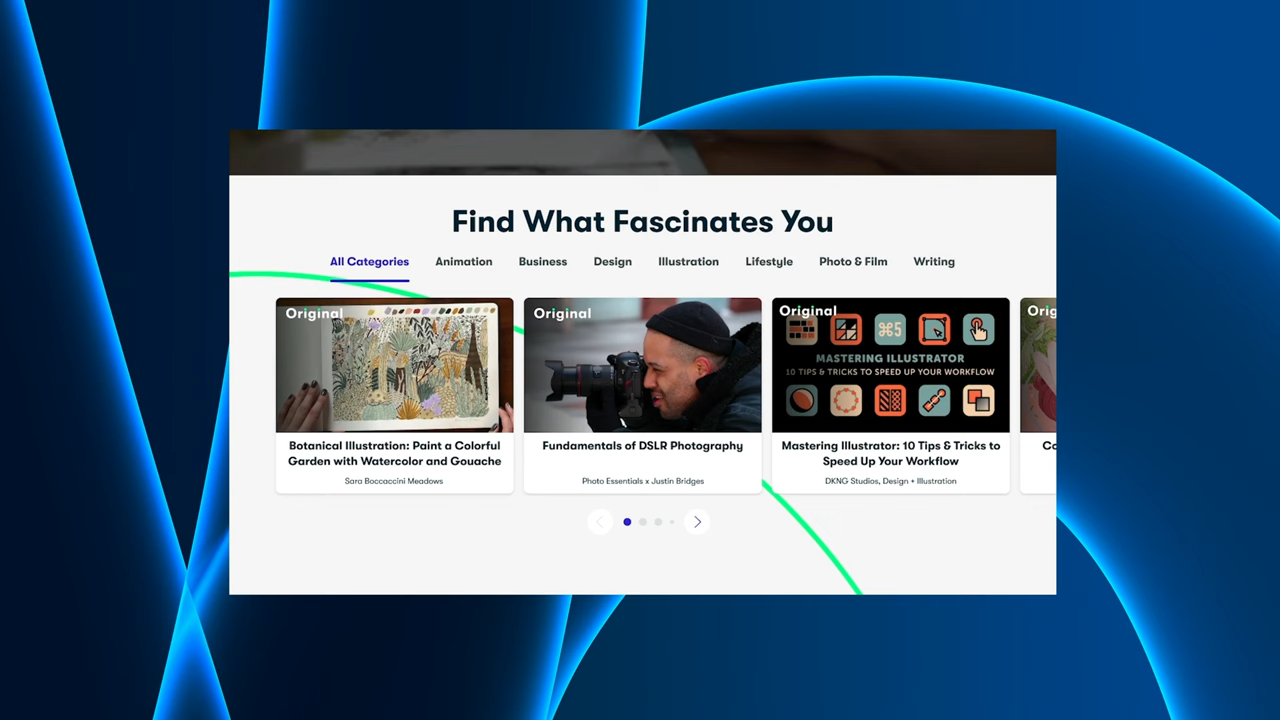 Find What Fascinates You
All Categories Animation Business Design Illustration Lifestyle Photo & Film Writing
Original
Original
Original
⌘5
MASTERING ILLUSTRATOR
10 TIPS & TRICKS TO SPEED UP YOUR WORKFLOW
Orig
Botanical Illustration: Paint a Colorful
Garden with Watercolor and Gouache
Sara Boccaccini Meadows
Fundamentals of DSLR Photography
Photo Essentials x Justin Bridges
Mastering Illustrator: 10 Tips & Tricks to
Speed Up Your Workflow
DKNG Studios, Design + Illustration
Co